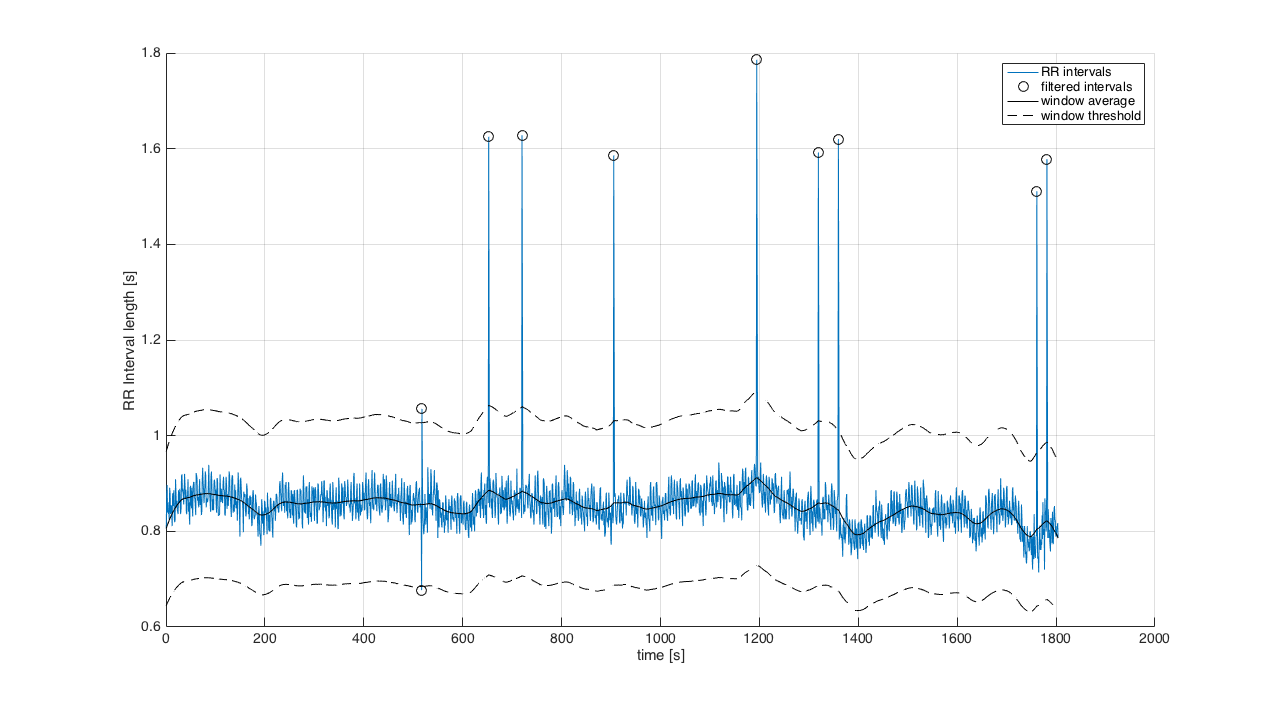 1.8
1.6
1.4
1.2
1
0.8
0.6
RR Interval length [s]
RR intervals
filtered intervals
window average
window threshold
0 200 400 600 800 1000 1200 1400 1600 1800 2000
time [s]